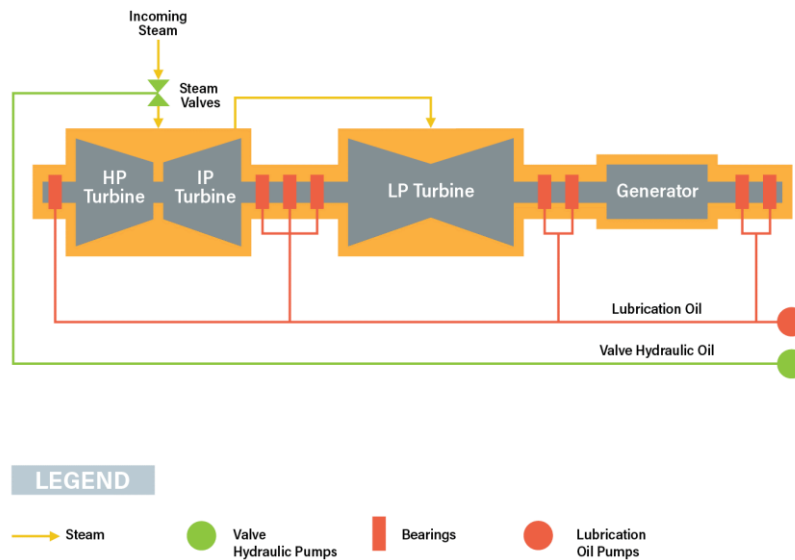 Incoming
Steam
Steam
Valves
HP
Turbine
IP
Turbine
LP Turbine
Generator
Lubrication Oil
Valve Hydraulic Oil
LEGEND
Steam
Valve
Hydraulic Pumps
Bearings
Lubrication
Oil Pumps